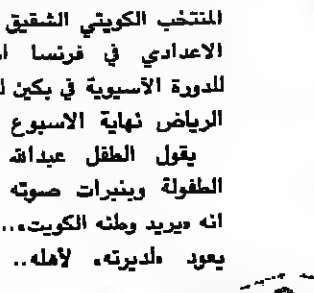 المنتخب الكويتي الشقيق
الاعدادي في فرنسا
للدورة الآسيوية في بكين
الرياض نهاية الاسبوع
يقول الطفل عبدالله
الطفولة وبنبرات صوته
انه «يريد وطنه الكويت»..
يعود «لديرته» لأهله..